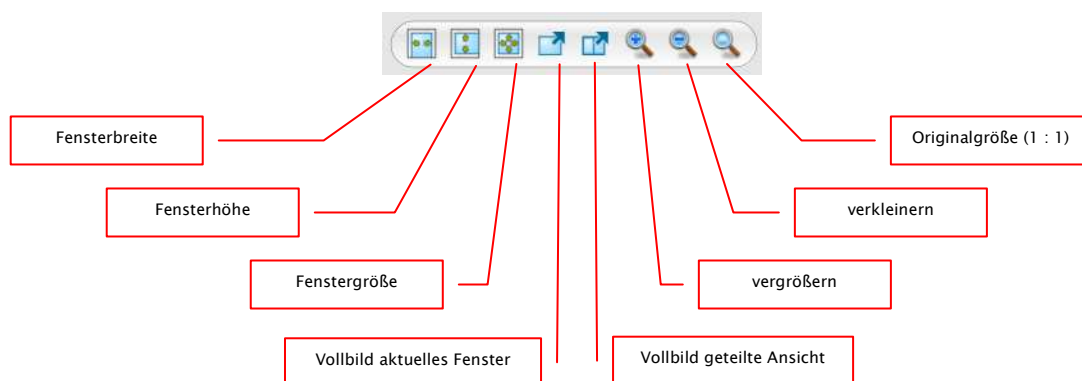 Fensterbreite
Originalgröße (1 : 1)
Fensterhöhe
verkleinern
Fenstergröße
vergrößern
Vollbild aktuelles Fenster
Vollbild geteilte Ansicht